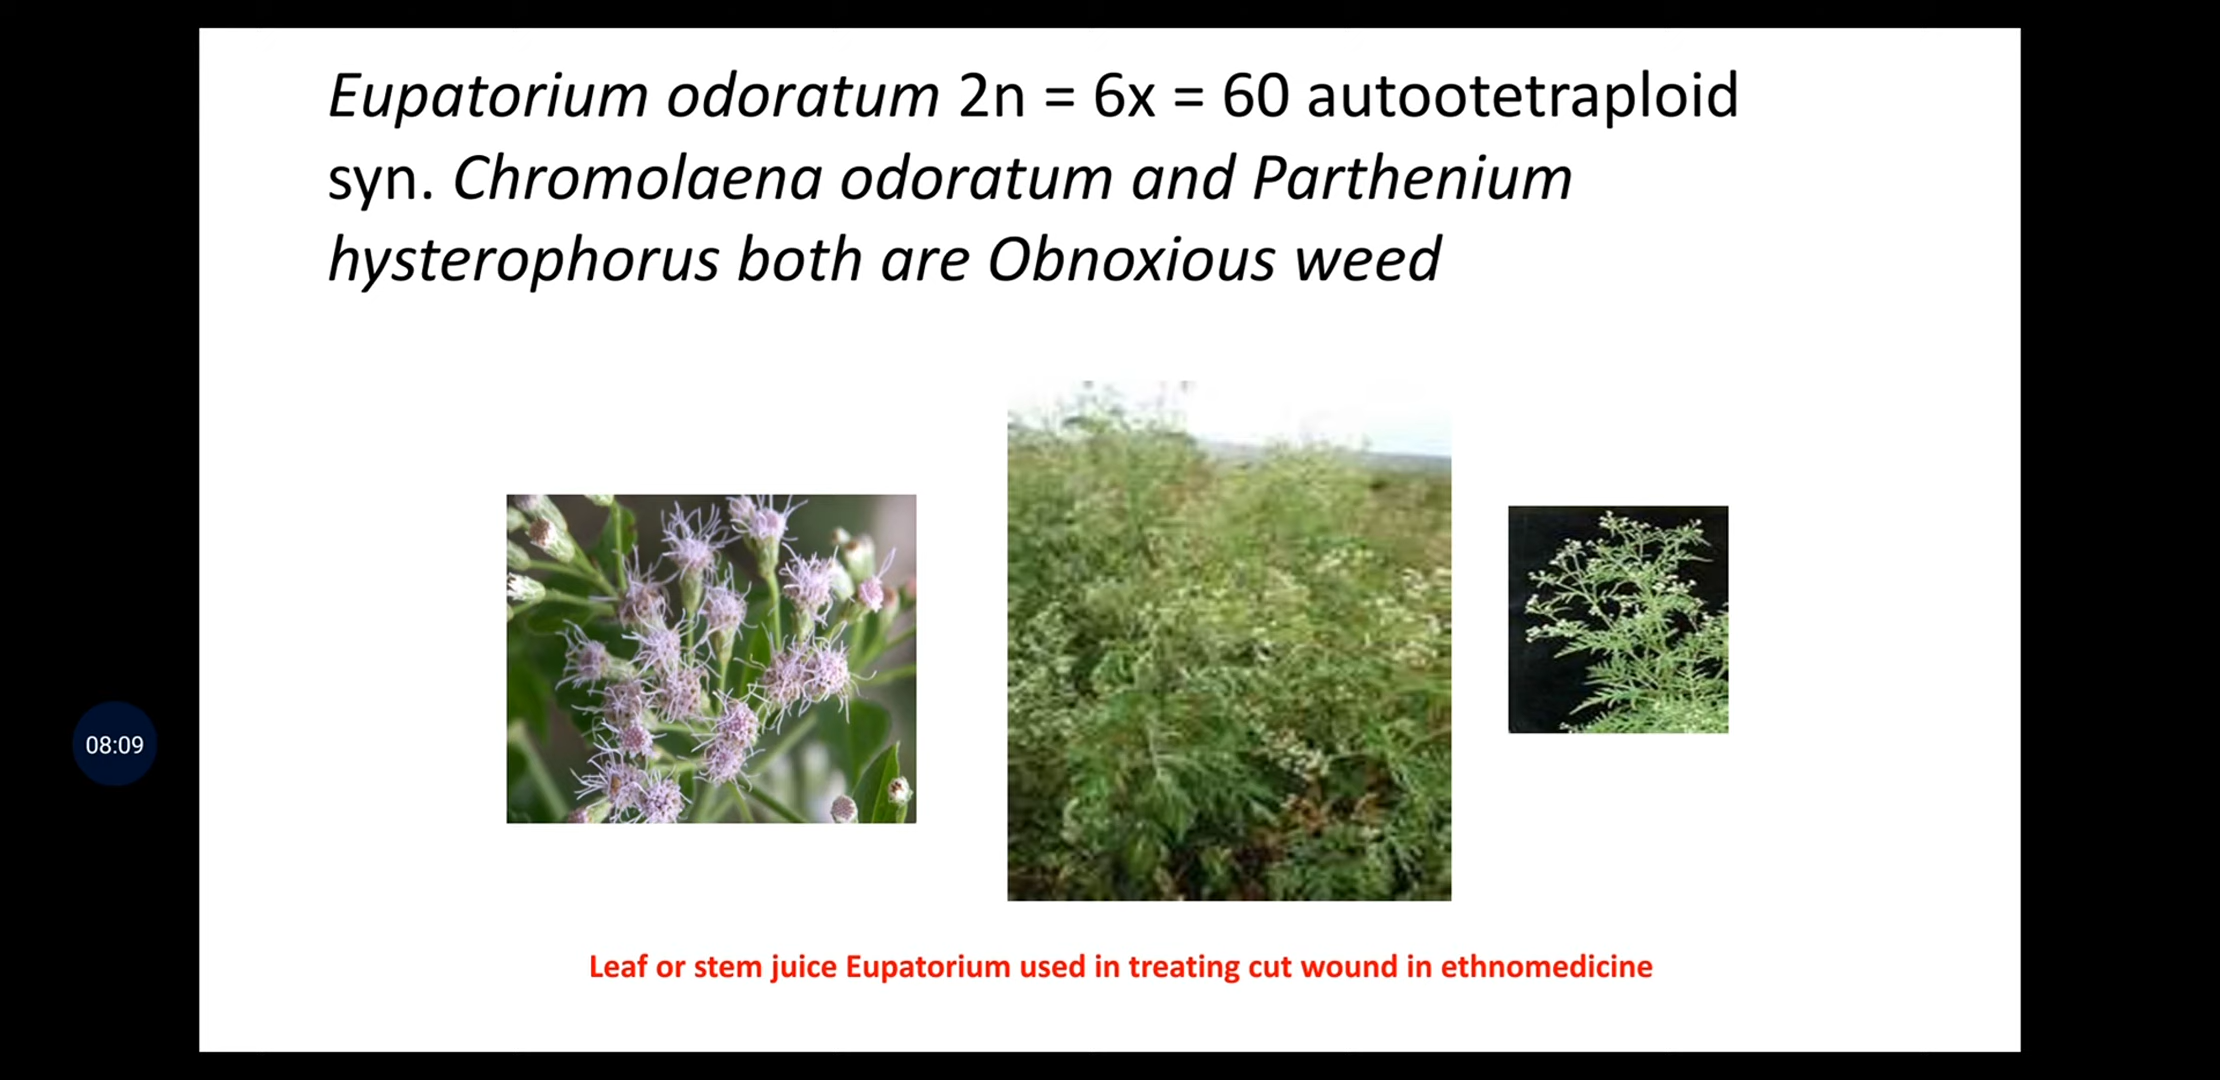 Eupatorium odoratum 2n = 6x = 60 autootetraploid
syn. Chromolaena odoratum and Parthenium
hysterophorus both are Obnoxious weed
08:09
Leaf or stem juice Eupatorium used in treating cut wound in ethnomedicine